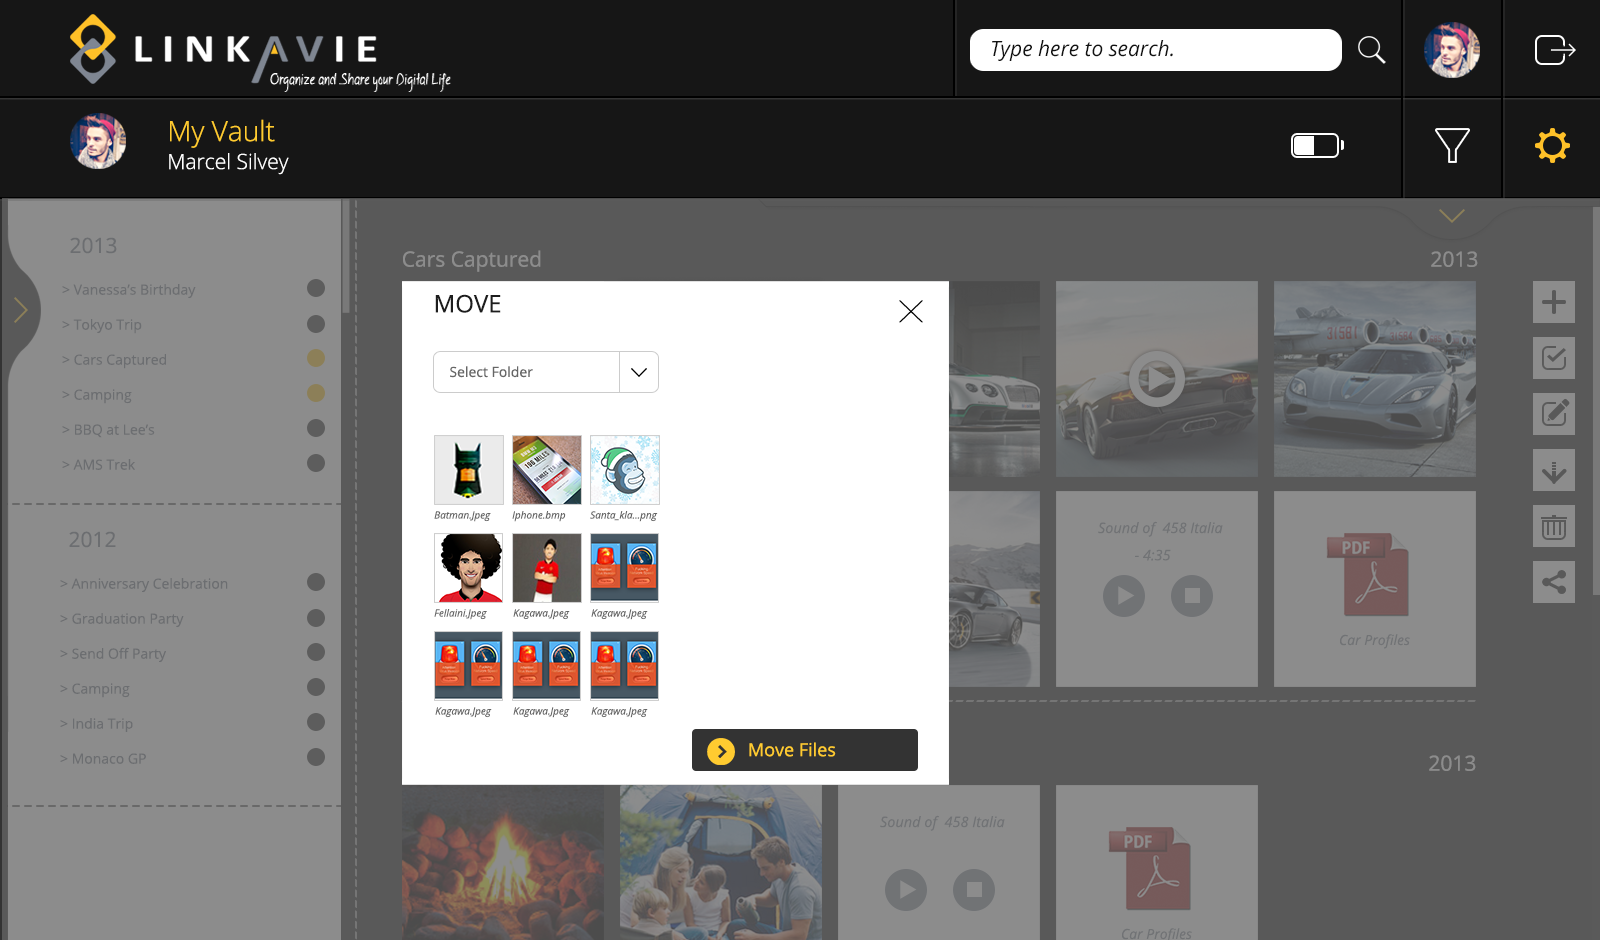 LINKAVIE
Organize and Share your Digital Life
Type here to search.
My Vault
Marcel Silvey
2013
> Vanessa's Birthday
> Tokyo Trip
> Cars Captured
> Camping
> BBQ at Lee's
> AMS Trek
2012
> Anniversary Celebration
> Graduation Party
> Send Off Party
> Camping
> India Trip
> Monaco GP
Cars Captured
2013
MOVE
Select Folder
Batman.Jpeg
Iphone.bmp
Santa_kla...png
Fellaini.Jpeg
Kagawa.Jpeg
Kagawa.Jpeg
Kagawa.Jpeg
Kagawa.Jpeg
Kagawa.Jpeg
Move Files
31581
Sound of 458 Italia
- 4:35
PDF
Car Profiles
2013
Sound of 458 Italia
PDF
Car Profiles